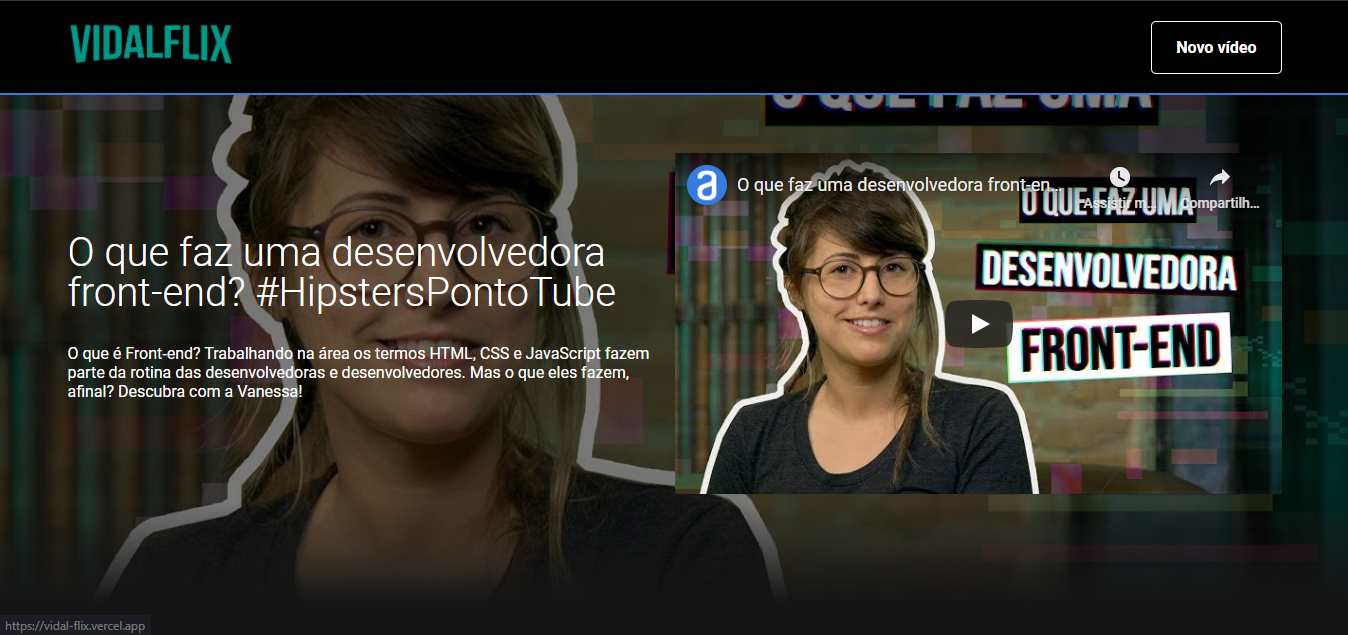 VIDALFLIX
Novo vídeo
O QUE FAZ UMA
O que faz uma desenvolvedora
front-end? #HipstersPontoTube
O que é Front-end? Trabalhando na área os termos HTML, CSS e JavaScript fazem
parte da rotina das desenvolvedoras e desenvolvedores. Mas o que eles fazem,
afinal? Descubra com a Vanessa!
a
O que faz uma desenvolvedora front-en...
Assistir m...
Compartilh...
O QUE FAZ UMA
DESENVOLVEDORA
FRONT-END
https://vidal-flix.vercel.app